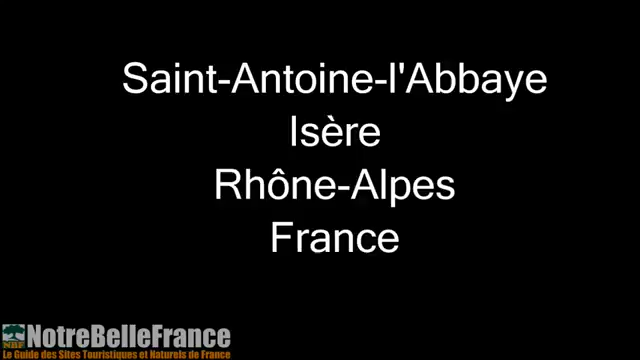 Saint-Antoine-l'Abbaye
Isère
Rhône-Alpes
France
NBF NotreBelleFrance
Le Guide des Sites Touristiques et Naturels de France